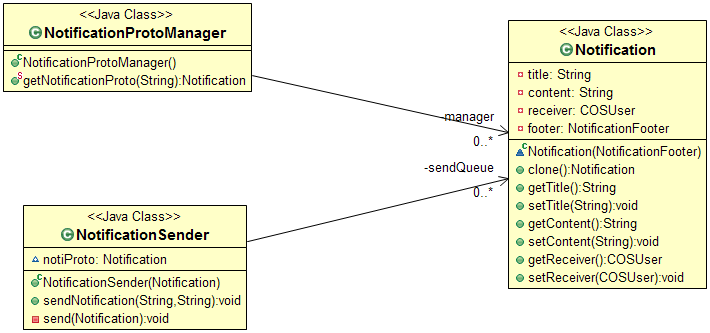 <<Java Class>>
NotificationProtoManager
NotificationProtoManager()
getNotificationProto(String):Notification
<<Java Class>>
Notification
title: String
content: String
receiver: COSUser
footer: NotificationFooter
Notification(NotificationFooter)
clone():Notification
getTitle():String
setTitle(String):void
getContent():String
setContent(String):void
getReceiver():COSUser
setReceiver(COSUser):void
-manager
0..*
-sendQueue
0..*
<<Java Class>>
NotificationSender
notiProto: Notification
NotificationSender(Notification)
sendNotification(String,String):void
send(Notification):void